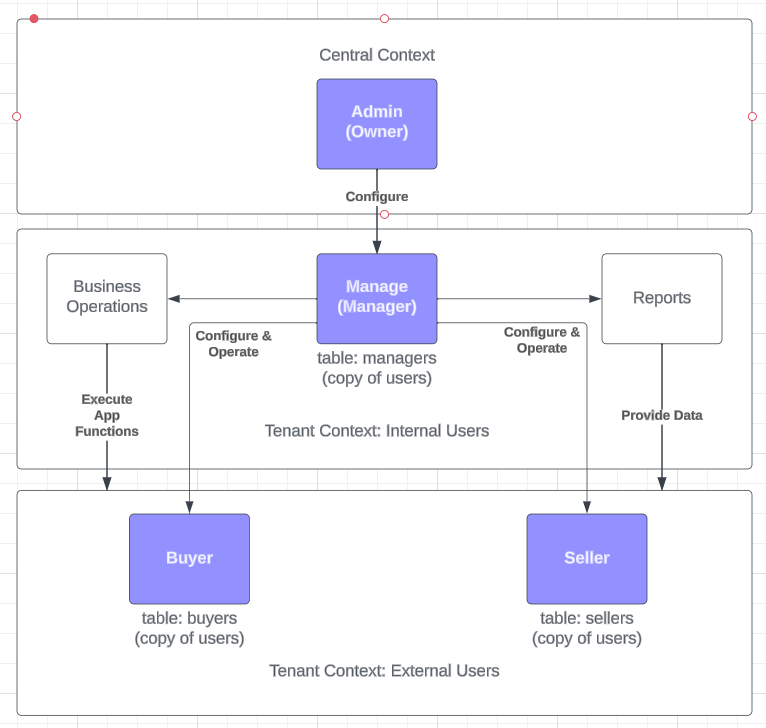 Central Context
Admin
(Owner)
Configure
Business
Operations
Manage
(Manager)
Reports
Configure &
Operate
Configure &
Operate
table: managers
(copy of users)
Execute
App
Functions
Provide Data
Tenant Context: Internal Users
Buyer
Seller
table: buyers
(copy of users)
table: sellers
(copy of users)
Tenant Context: External Users